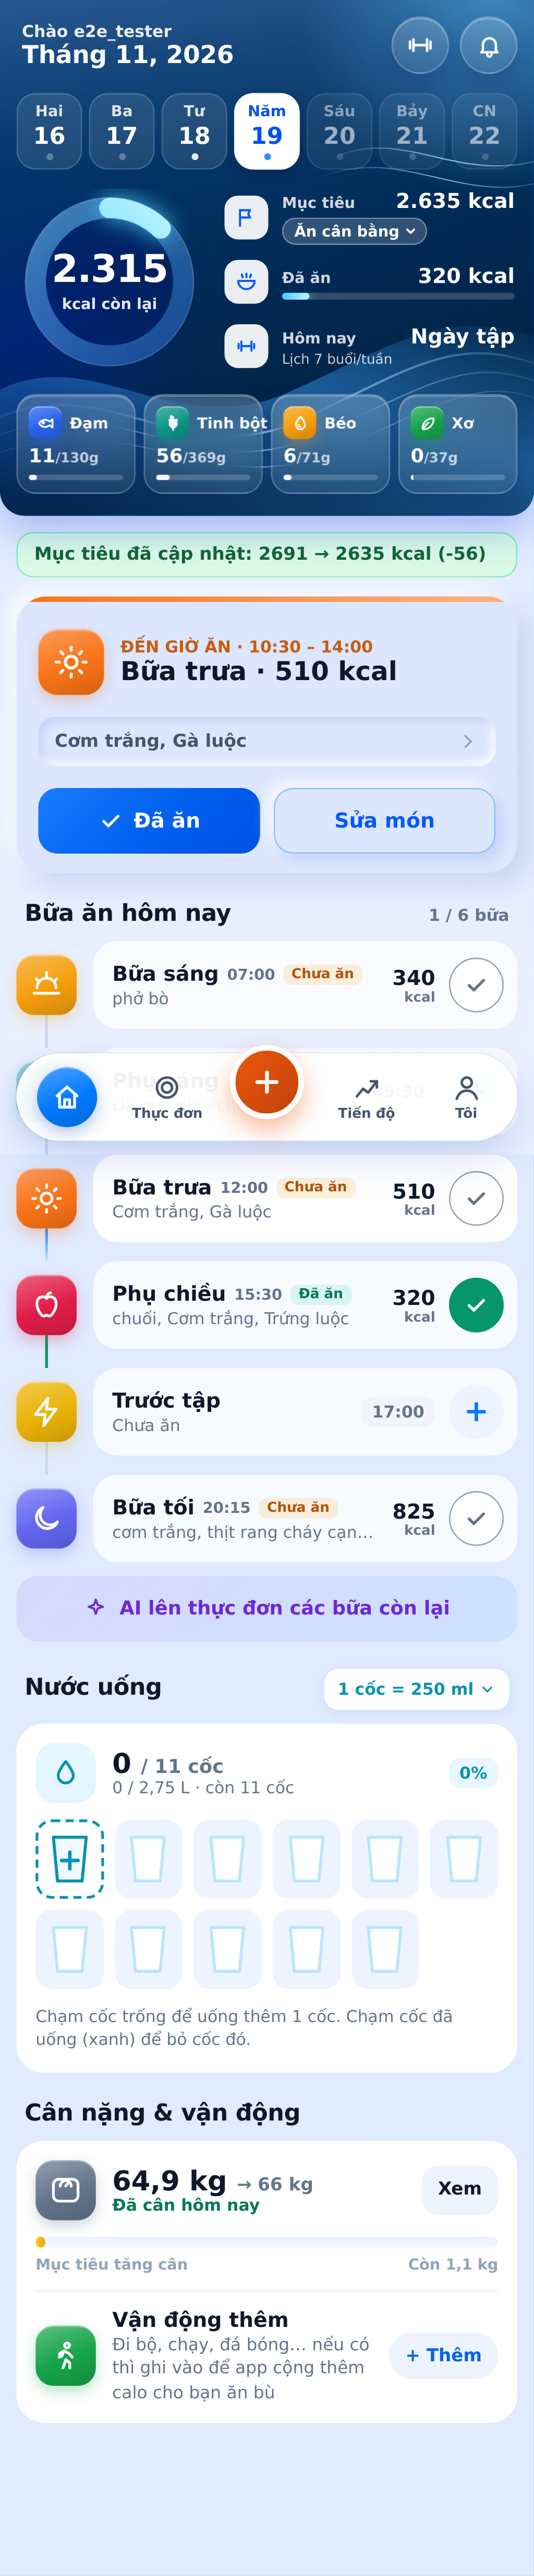 Chào e2e_tester
Tháng 11, 2026
Hai Ba Tư Năm Sáu Bảy CN
16 17 18 19 20 21 22
Mục tiêu 2.635 kcal
Ăn cân bằng
2.315
kcal còn lại
Đã ăn 320 kcal
Hôm nay Ngày tập
Lịch 7 buổi/tuần
Đạm Tinh bột Béo Xơ
11/130g 56/369g 6/71g 0/37g
Mục tiêu đã cập nhật: 2691 → 2635 kcal (-56)
ĐẾN GIỜ ĂN · 10:30 – 14:00
Bữa trưa · 510 kcal
Cơm trắng, Gà luộc
Đã ăn Sửa món
Bữa ăn hôm nay 1 / 6 bữa
Bữa sáng 07:00 Chưa ăn 340 kcal
phở bò
Phụ sáng 09:30
Thực đơn Tiến độ Tôi
Bữa trưa 12:00 Chưa ăn 510 kcal
Cơm trắng, Gà luộc
Phụ chiều 15:30 Đã ăn 320 kcal
chuối, Cơm trắng, Trứng luộc
Trước tập 17:00
Chưa ăn
Bữa tối 20:15 Chưa ăn 825 kcal
cơm trắng, thịt rang cháy cạn...
AI lên thực đơn các bữa còn lại
Nước uống 1 cốc = 250 ml
0 / 11 cốc 0%
0 / 2,75 L · còn 11 cốc
Chạm cốc trống để uống thêm 1 cốc. Chạm cốc đã
uống (xanh) để bỏ cốc đó.
Cân nặng & vận động
64,9 kg → 66 kg Xem
Đã cân hôm nay
Mục tiêu tăng cân Còn 1,1 kg
Vận động thêm
Đi bộ, chạy, đá bóng... nếu có
thì ghi vào để app cộng thêm
calo cho bạn ăn bù
+ Thêm